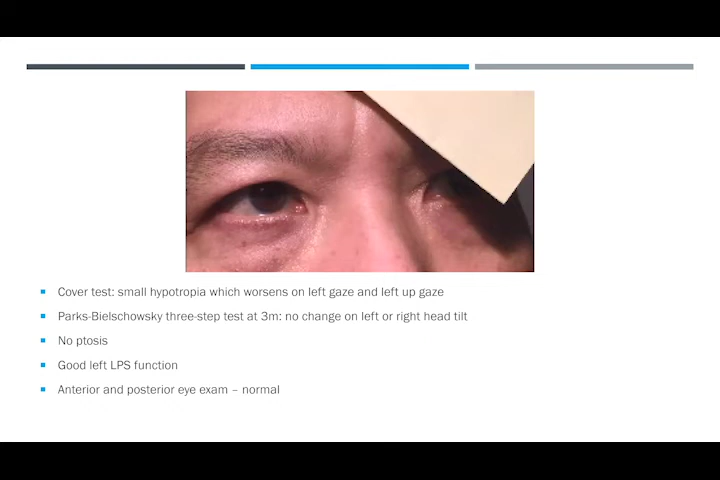 Cover test: small hypotropia which worsens on left gaze and left up gaze
Parks-Bielschowsky three-step test at 3m: no change on left or right head tilt
No ptosis
Good left LPS function
Anterior and posterior eye exam – normal